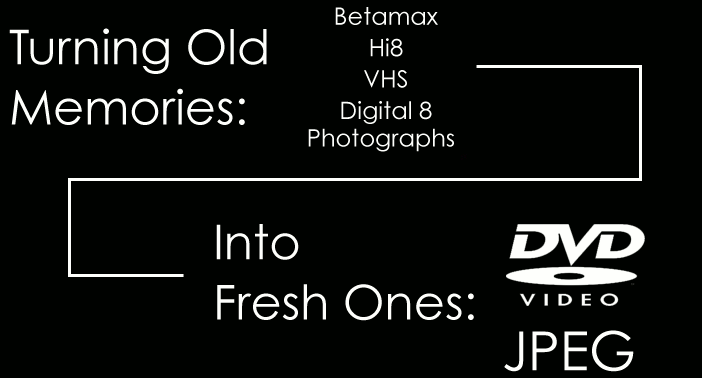 Turning Old
Memories:
Betamax
Hi8
VHS
Digital 8
Photographs
Into
Fresh Ones:
DVD
VIDEO
JPEG